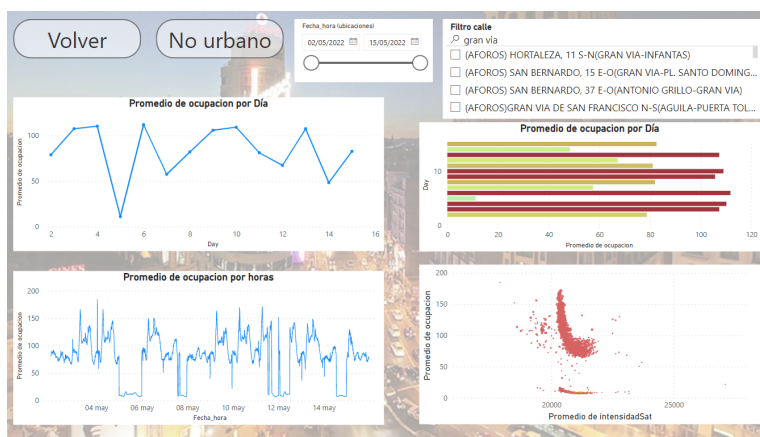 Volver
No urbano
Fecha_hora (ubicaciones)
02/05/2022
15/05/2022
Filtro calle
gran via
(AFOROS) HORTALEZA, 11 S-N(GRAN VIA-INFANTAS)
(AFOROS) SAN BERNARDO, 15 E-O(GRAN VIA-PL. SANTO DOMING...
(AFOROS) SAN BERNARDO, 37 E-O(ANTONIO GRILLO-GRAN VIA)
(AFOROS)GRAN VIA DE SAN FRANCISCO N-S(AGUILA-PUERTA TOL...
Promedio de ocupacion por Día
Promedio de ocupacion
100
50
0
2 4 6 8 10 12 14 16
Day
Promedio de ocupacion por Día
Day
10
0
0 20 40 60 80 100 120
Promedio de ocupacion
Promedio de ocupacion por horas
Promedio de ocupacion
200
150
100
50
0
04 may 06 may 08 may 10 may 12 may 14 may
Fecha_hora
Promedio de ocupacion
200
150
100
50
0
20000 25000
Promedio de intensidadSat